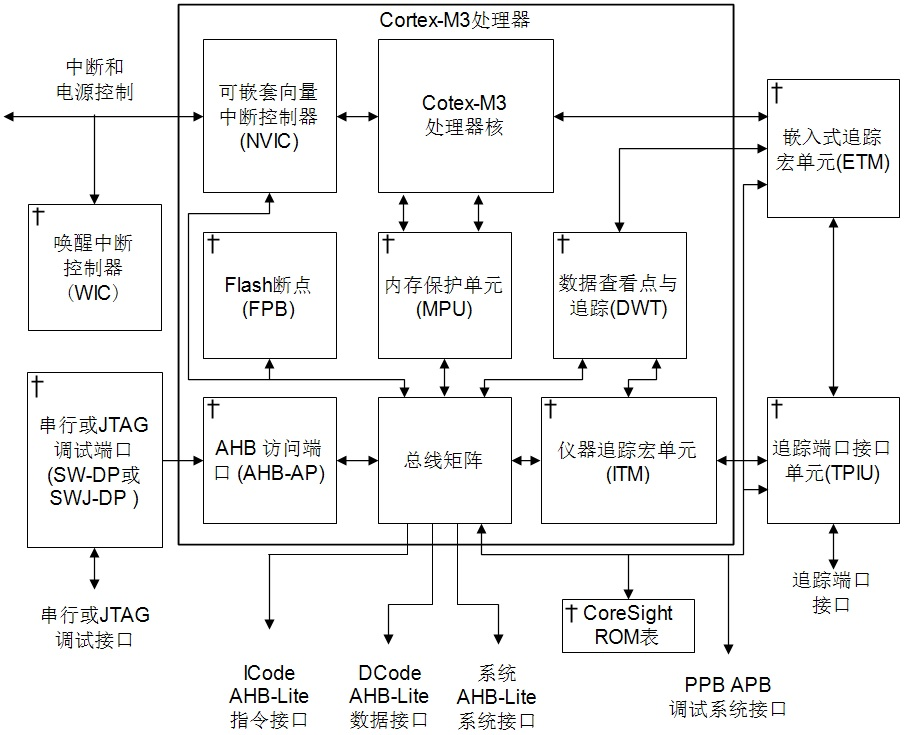 Cortex-M3处理器
中断和
电源控制
可嵌套向量
中断控制器
(NVIC)
Cotex-M3
处理器核
†
嵌入式追踪
宏单元(ETM)
†
唤醒中断
控制器
(WIC）
†
Flash断点
(FPB)
†
内存保护单元
(MPU)
†
数据查看点与
追踪(DWT)
†
串行或JTAG
调试端口
(SW-DP或
SWJ-DP )
†
AHB 访问端
口 (AHB-AP)
总线矩阵
†
仪器追踪宏单元
(ITM)
†
追踪端口接口
单元(TPIU)
串行或JTAG
调试接口
追踪端口
接口
† CoreSight
ROM表
ICode
AHB-Lite
指令接口
DCode
AHB-Lite
数据接口
系统
AHB-Lite
系统接口
PPB APB
调试系统接口